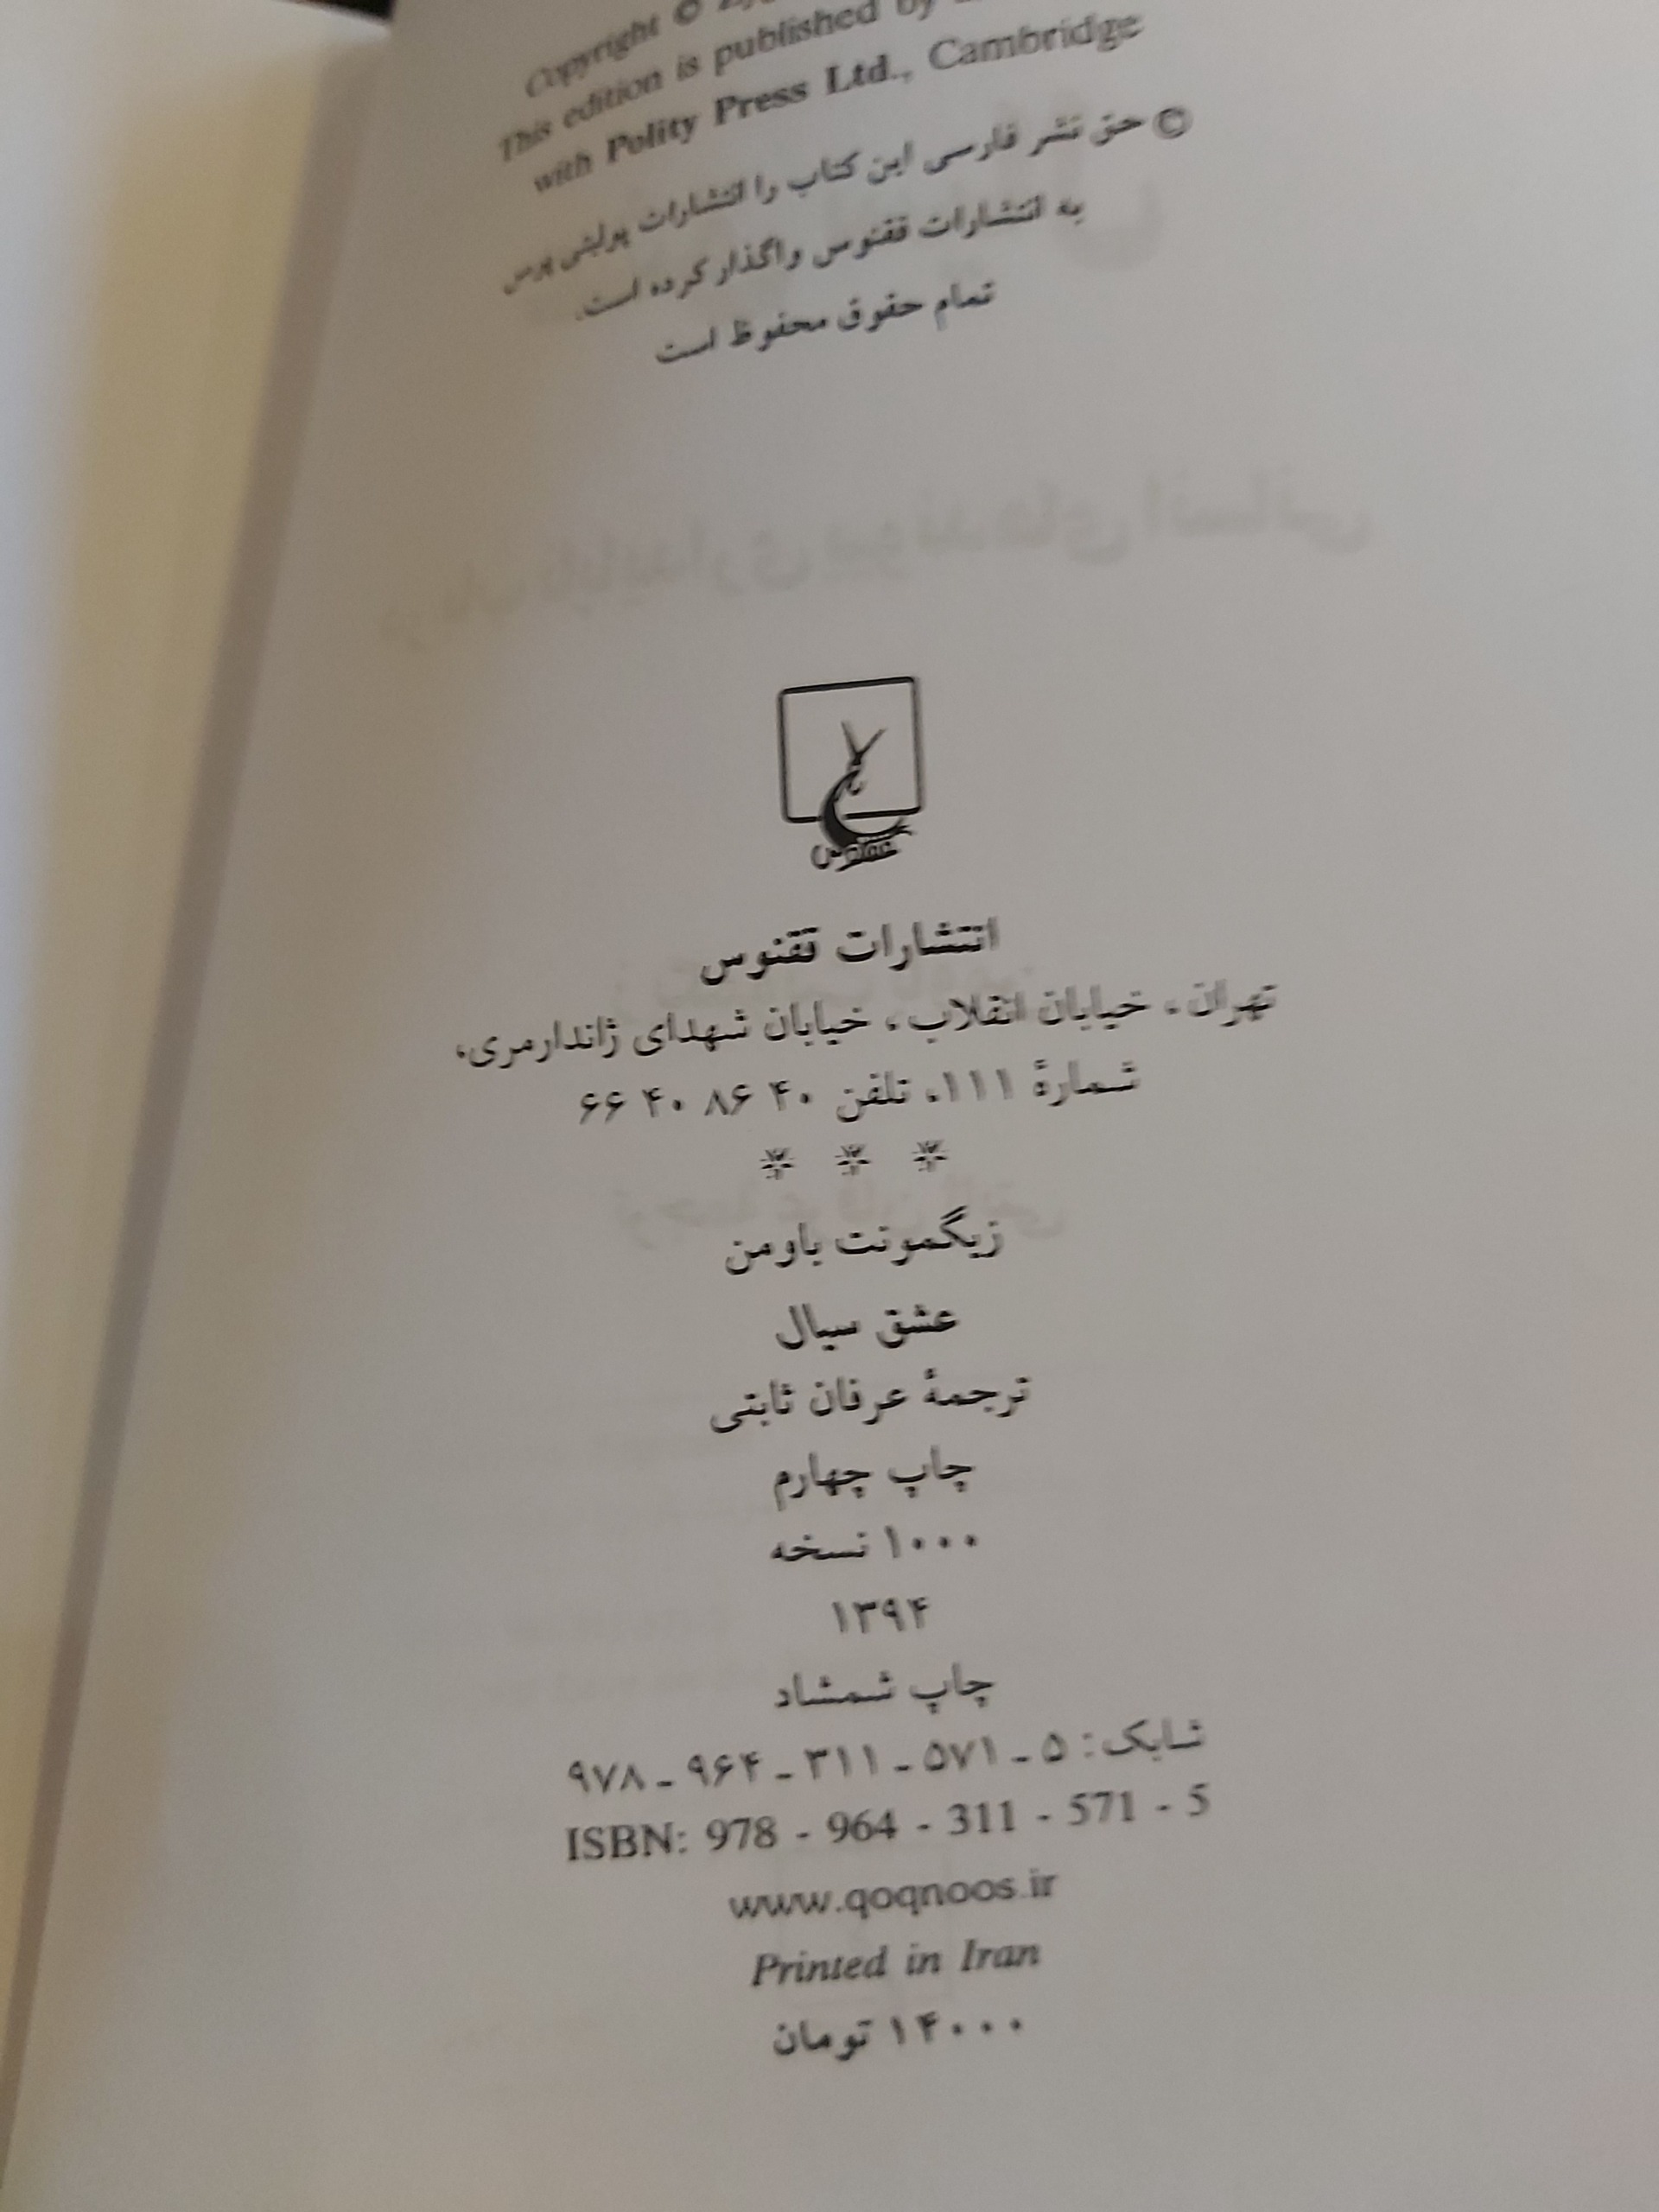 Copyright ©
This edition is published by
with Polity Press Ltd., Cambridge
© حق نشر فارسی این کتاب را انتشارات پولیتی پرس
به انتشارات ققنوس واگذار کرده است.
تمام حقوق محفوظ است
ققنوس
انتشارات ققنوس
تهران، خیابان انقلاب، خیابان شهدای ژاندارمری،
شمارهٔ ۱۱۱، تلفن ۴۰ ۸۶ ۴۰ ۶۶
* * *
زیگمونت باومن
عشق سیال
ترجمهٔ عرفان ثابتی
چاپ چهارم
۱۰۰۰ نسخه
۱۳۹۴
چاپ شمشاد
شابک: ۵ ـ ۵۷۱ ـ ۳۱۱ ـ ۹۶۴ ـ ۹۷۸
ISBN: 978 - 964 - 311 - 571 - 5
www.qoqnoos.ir
Printed in Iran
۱۴۰۰۰ تومان